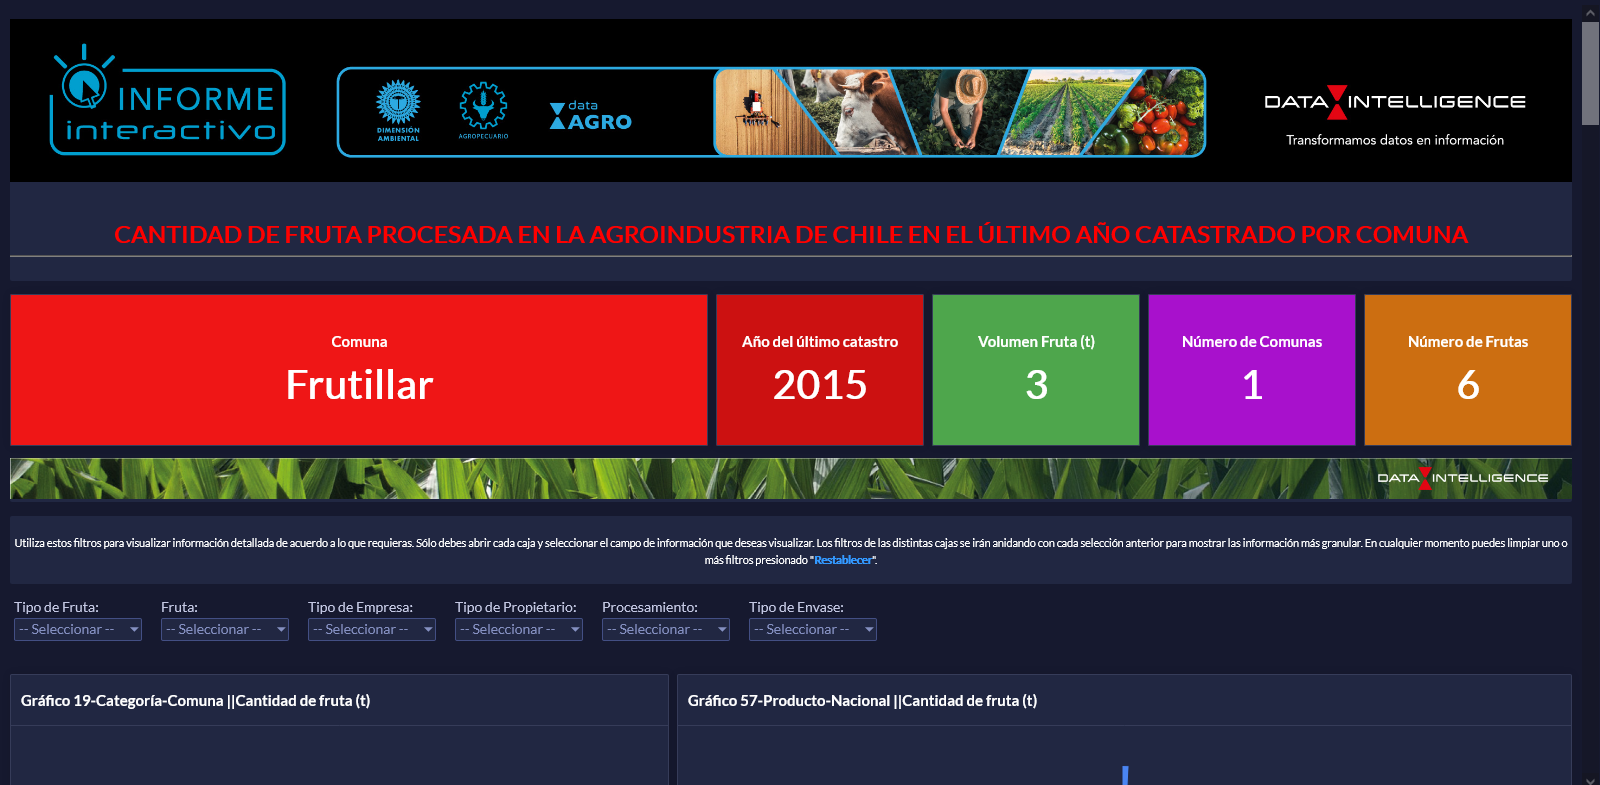 INFORME
interactivo
DIMENSIÓN
AMBIENTAL
AGROPECUARIO
data
AGRO
DATA INTELLIGENCE
Transformamos datos en información
CANTIDAD DE FRUTA PROCESADA EN LA AGROINDUSTRIA DE CHILE EN EL ÚLTIMO AÑO CATASTRADO POR COMUNA
Comuna
Frutillar
Año del último catastro
2015
Volumen Fruta (t)
3
Número de Comunas
1
Número de Frutas
6
DATA INTELLIGENCE
Utiliza estos filtros para visualizar información detallada de acuerdo a lo que requieras. Sólo debes abrir cada caja y seleccionar el campo de información que deseas visualizar. Los filtros de las distintas cajas se irán anidando con cada selección anterior para mostrar las información más granular. En cualquier momento puedes limpiar uno o
más filtros presionado "Restablecer".
Tipo de Fruta: Fruta: Tipo de Empresa: Tipo de Propietario: Procesamiento: Tipo de Envase:
-- Seleccionar -- -- Seleccionar -- -- Seleccionar -- -- Seleccionar -- -- Seleccionar -- -- Seleccionar --
Gráfico 19-Categoría-Comuna ||Cantidad de fruta (t)
Gráfico 57-Producto-Nacional ||Cantidad de fruta (t)